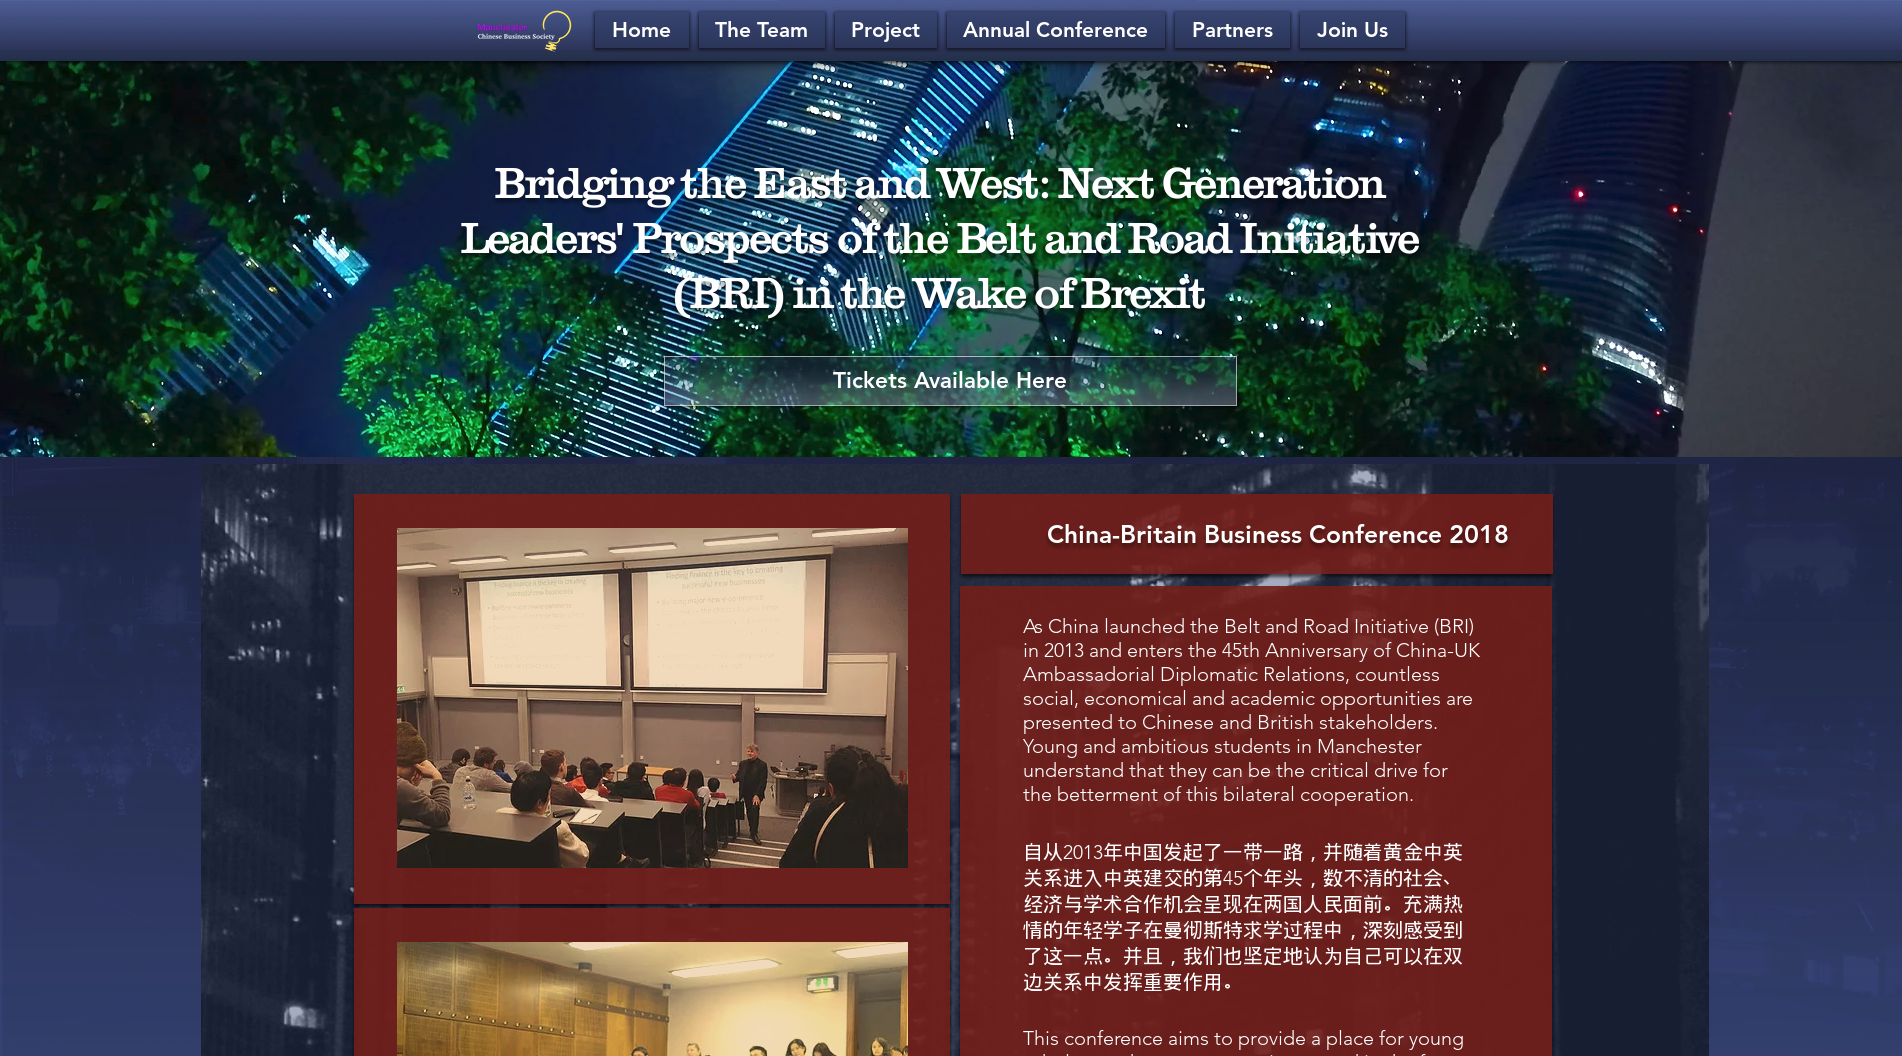 Manchester
Chinese Business Society
Home
The Team
Project
Annual Conference
Partners
Join Us
Bridging the East and West: Next Generation
Leaders' Prospects of the Belt and Road Initiative
(BRI) in the Wake of Brexit
Tickets Available Here
Finding finance is the key to creating
successful new businesses
Finding finance is the key to creating
successful new businesses
China-Britain Business Conference 2018
As China launched the Belt and Road Initiative (BRI)
in 2013 and enters the 45th Anniversary of China-UK
Ambassadorial Diplomatic Relations, countless
social, economical and academic opportunities are
presented to Chinese and British stakeholders.
Young and ambitious students in Manchester
understand that they can be the critical drive for
the betterment of this bilateral cooperation.
自从2013年中国发起了一带一路，并随着黄金中英
关系进入中英建交的第45个年头，数不清的社会、
经济与学术合作机会呈现在两国人民面前。充满热
情的年轻学子在曼彻斯特求学过程中，深刻感受到
了这一点。并且，我们也坚定地认为自己可以在双
边关系中发挥重要作用。
This conference aims to provide a place for young